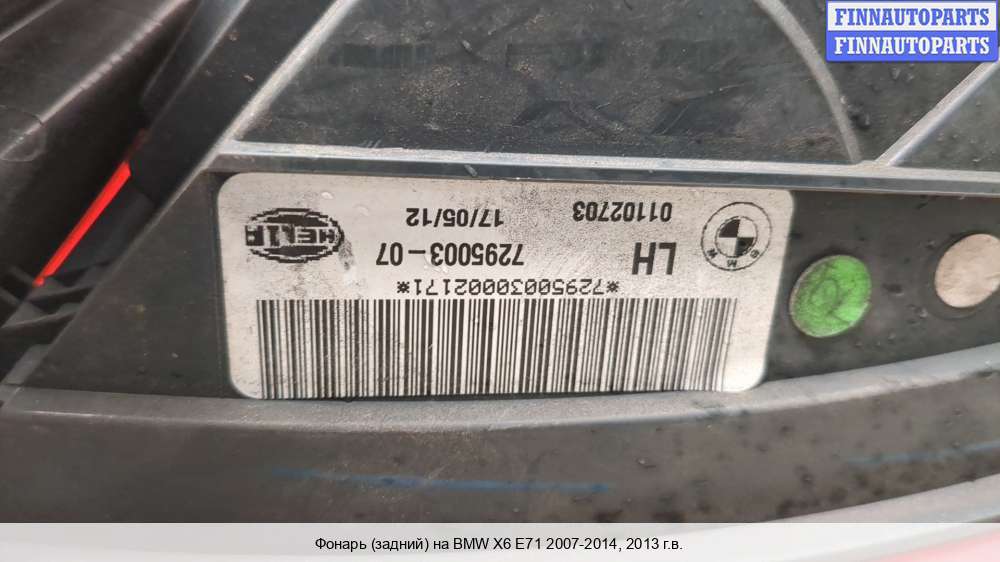 FINNAUTOPARTS
FINNAUTOPARTS
*72950030002171*
LH
7295003-07
HELLA
01102703
17/05/12
BMW
Фонарь (задний) на BMW X6 E71 2007-2014, 2013 г.в.